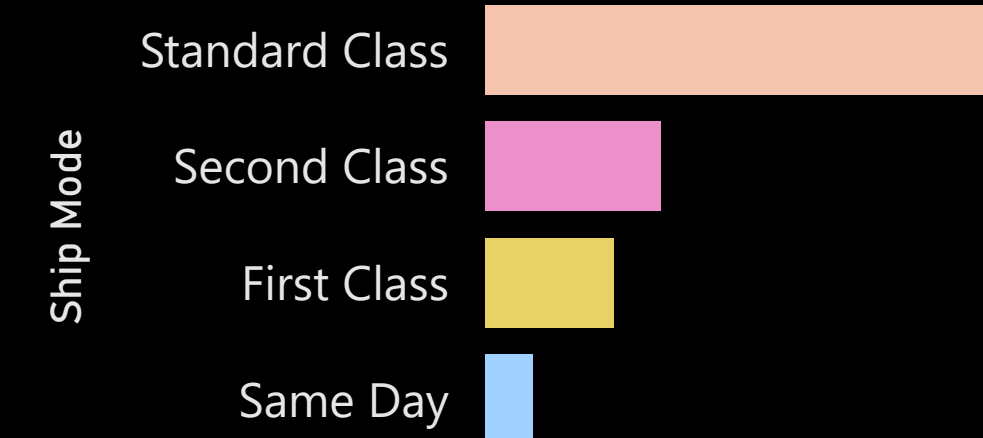 Ship Mode
Standard Class
Second Class
First Class
Same Day